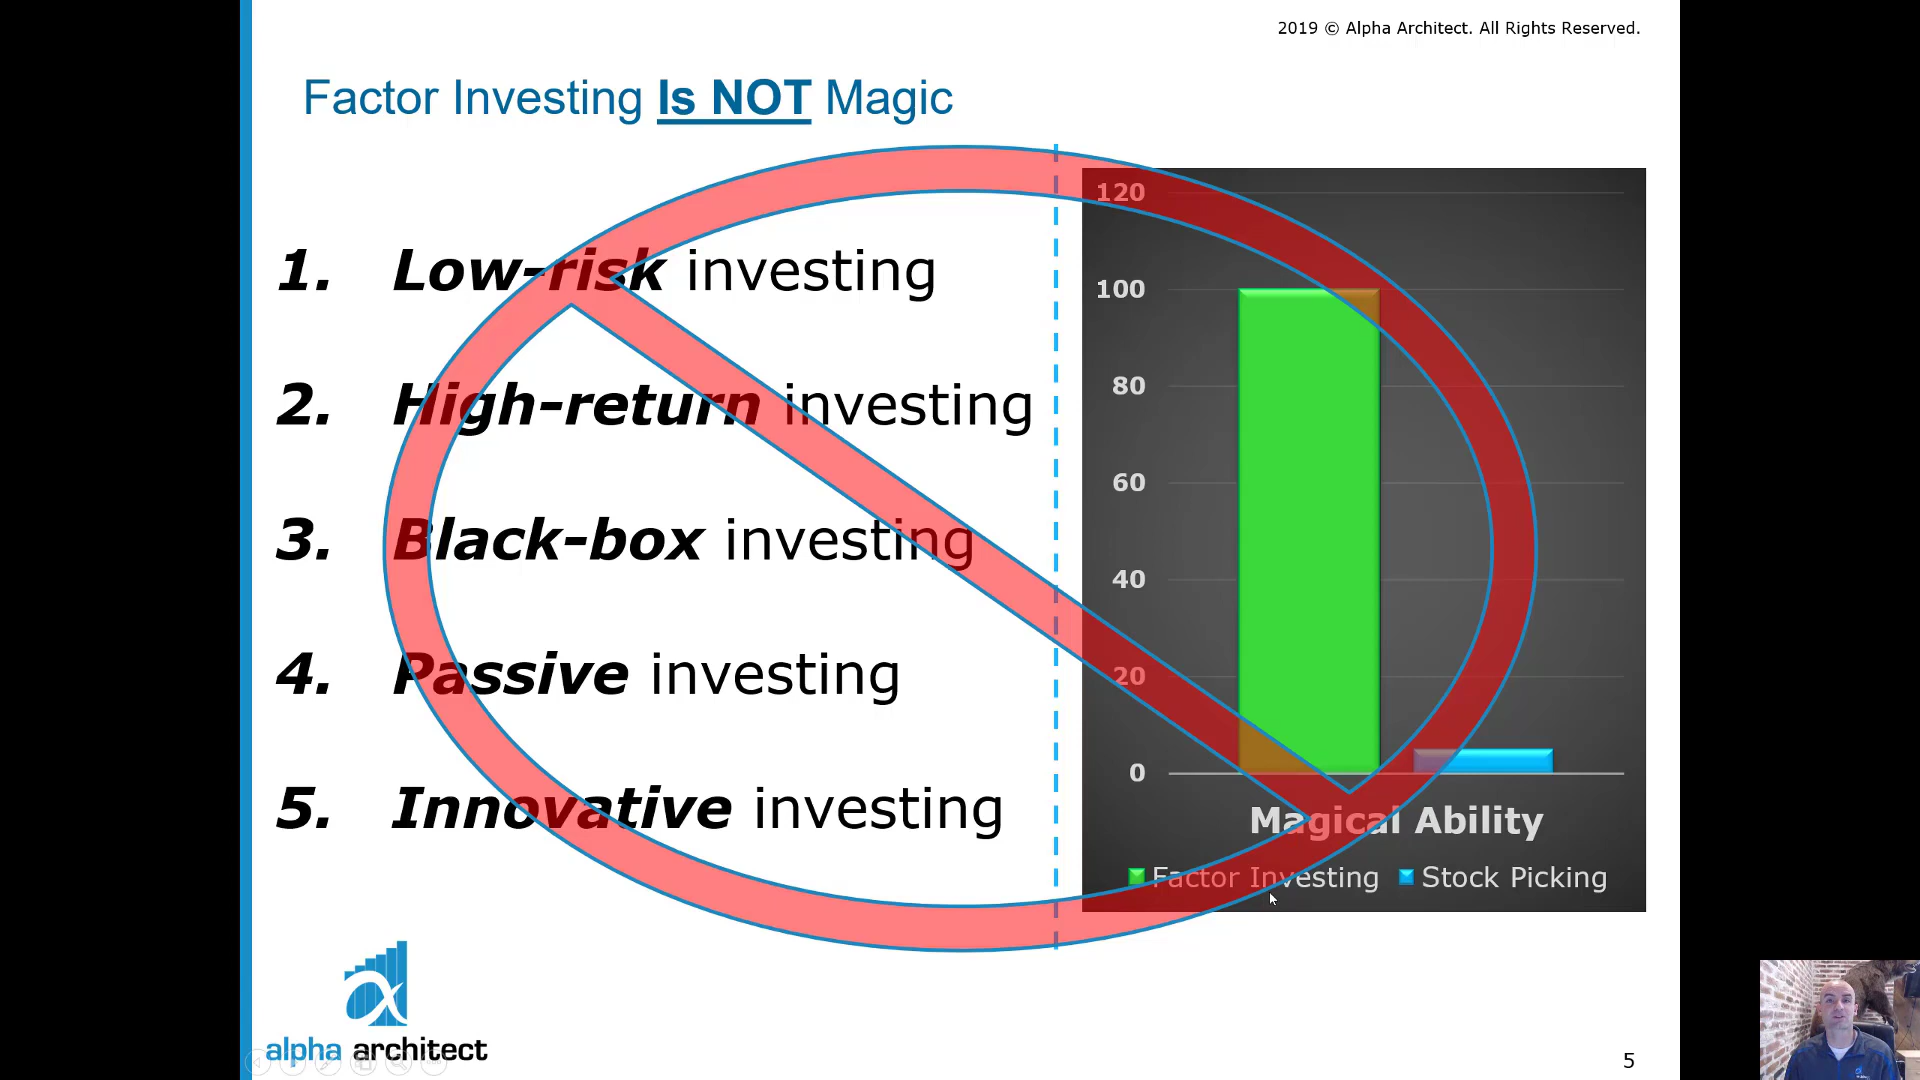 2019 © Alpha Architect. All Rights Reserved.
Factor Investing Is NOT Magic
1. Low-risk investing
2. High-return investing
3. Black-box investing
4. Passive investing
5. Innovative investing
120
100
80
60
40
20
0
Magical Ability
Factor Investing Stock Picking
alpha architect
5